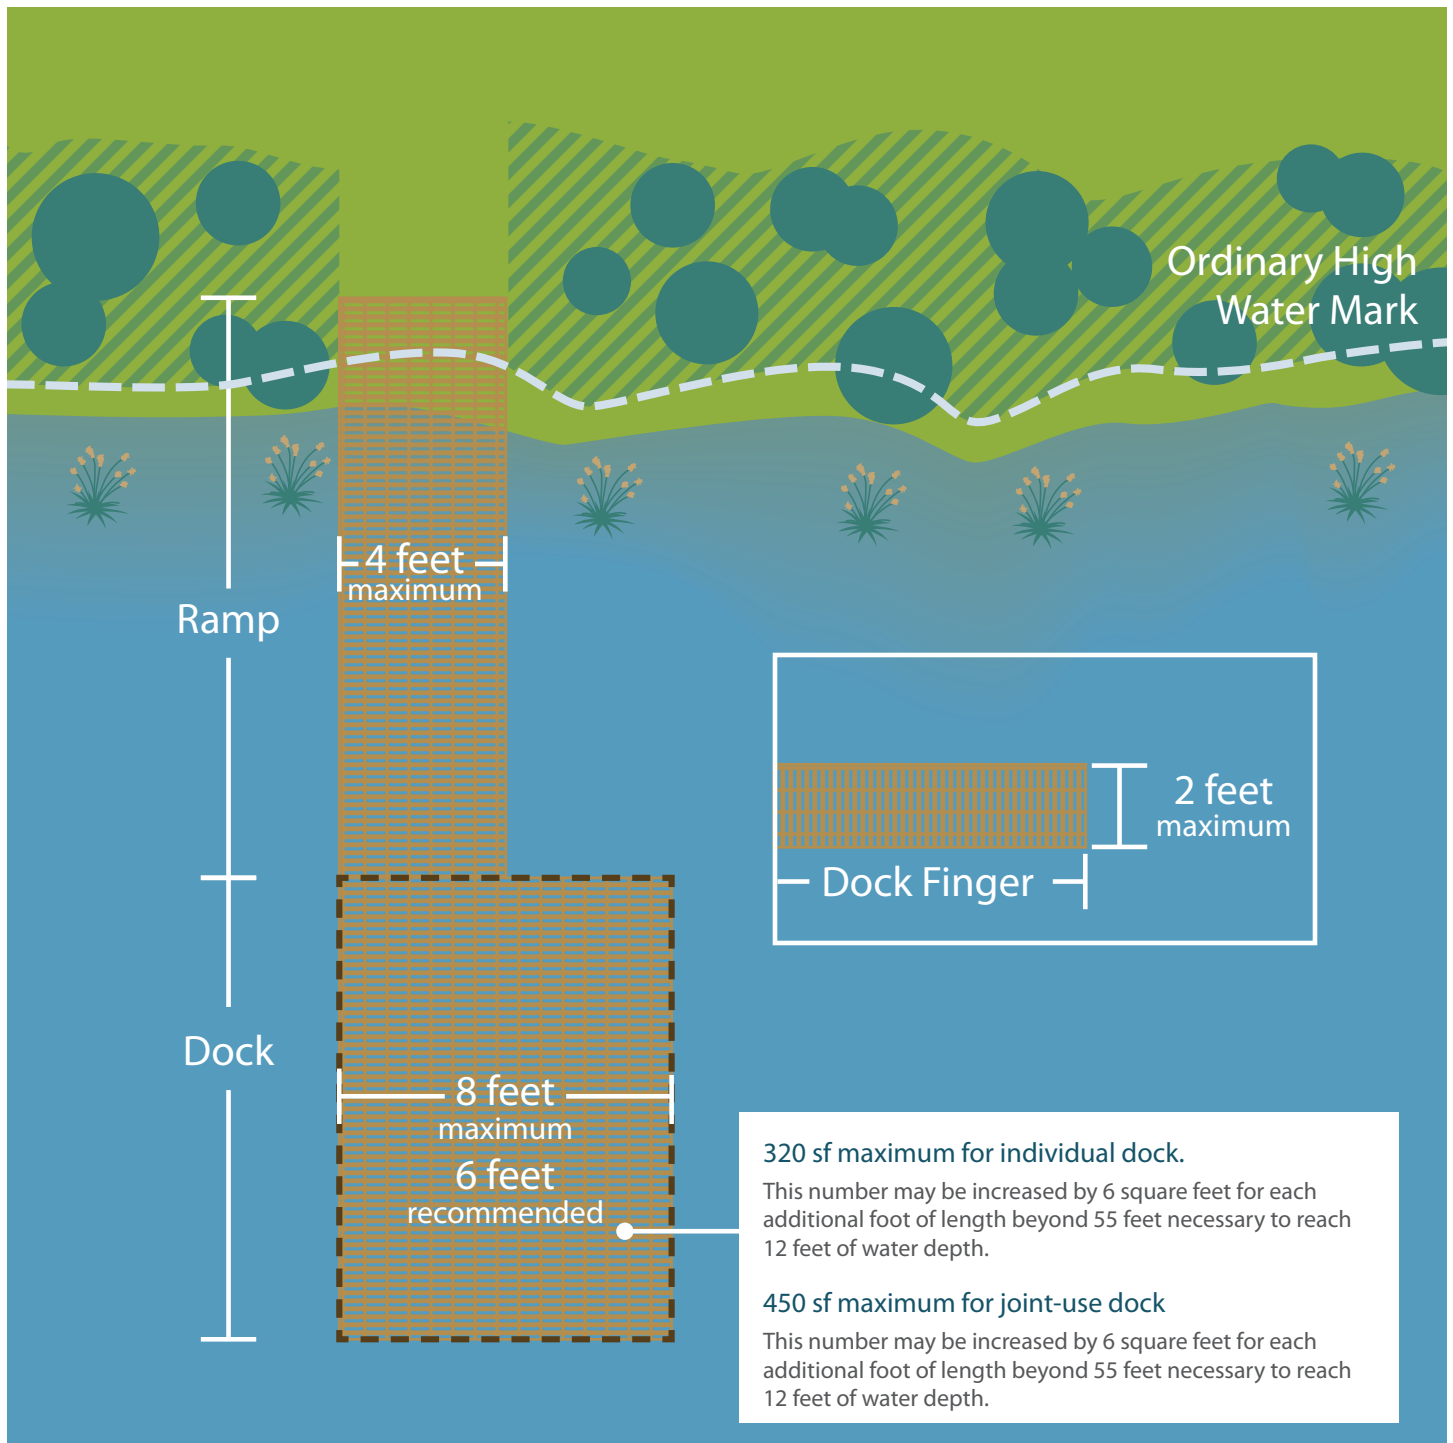 Ordinary High
Water Mark
4 feet
maximum
Ramp
2 feet
maximum
Dock Finger
Dock
8 feet
maximum
6 feet
recommended
320 sf maximum for individual dock.
This number may be increased by 6 square feet for each
additional foot of length beyond 55 feet necessary to reach
12 feet of water depth.
450 sf maximum for joint-use dock
This number may be increased by 6 square feet for each
additional foot of length beyond 55 feet necessary to reach
12 feet of water depth.